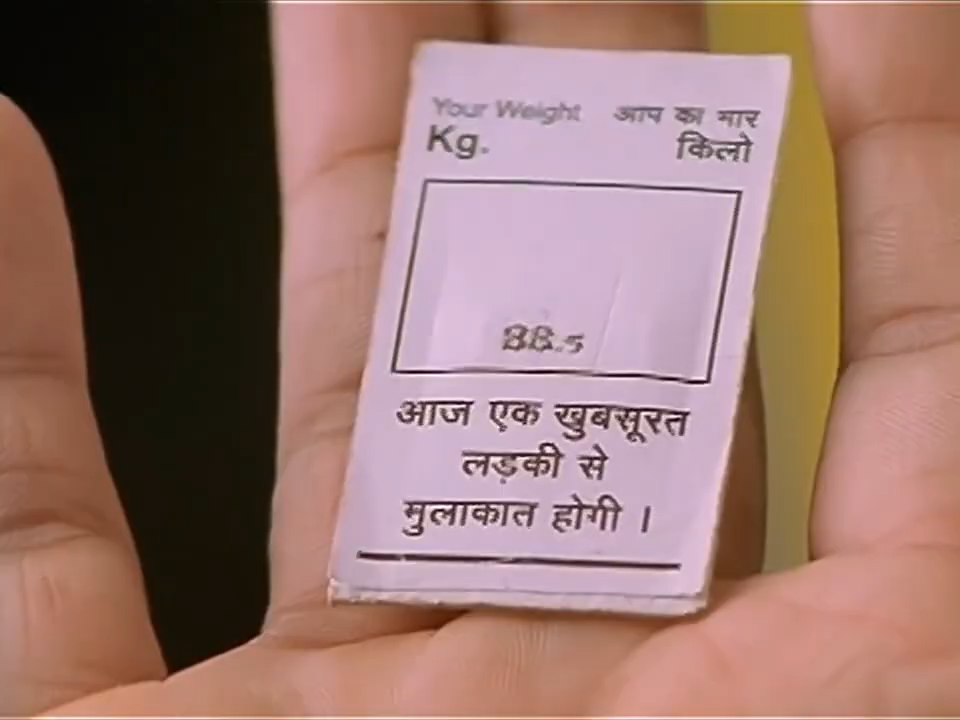 Your Weight आप का भार
Kg. किलो
88.5
आज एक खुबसूरत
लड़की से
मुलाकात होगी ।